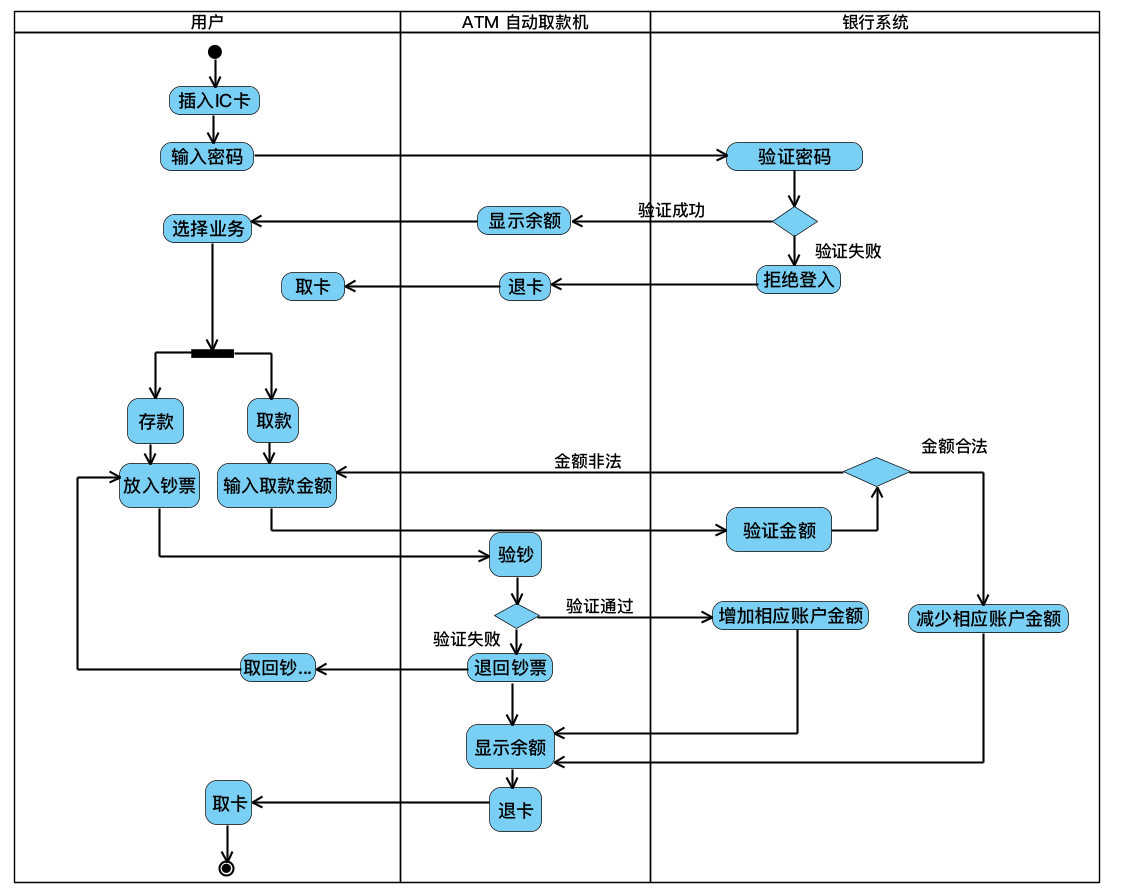 用户
ATM 自动取款机
银行系统
插入IC卡
输入密码
验证密码
验证成功
显示余额
选择业务
验证失败
拒绝登入
退卡
取卡
存款
取款
金额合法
金额非法
放入钞票
输入取款金额
验证金额
验钞
验证通过
增加相应账户金额
减少相应账户金额
验证失败
取回钞...
退回钞票
显示余额
取卡
退卡